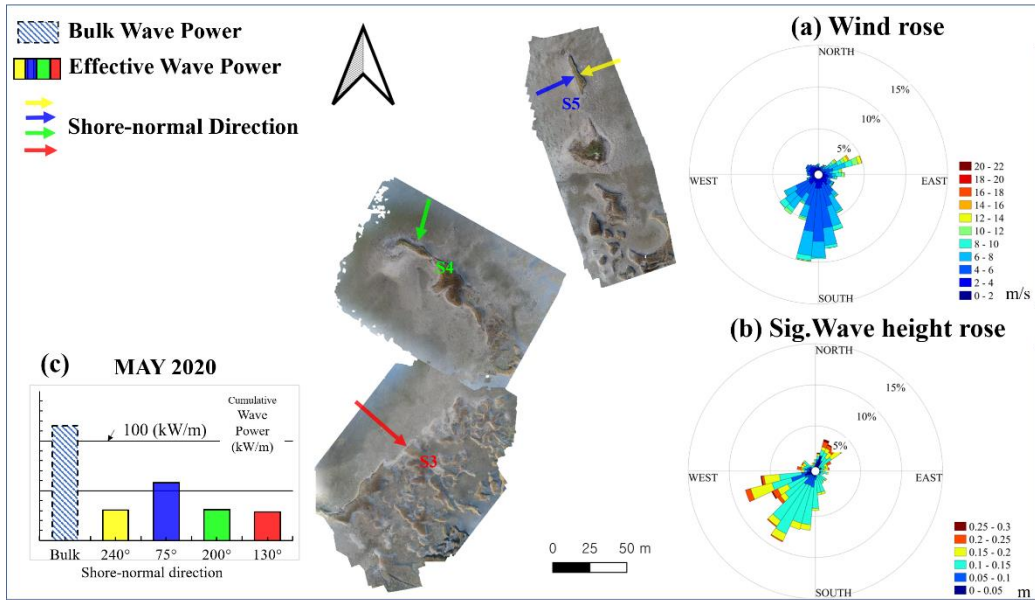 Bulk Wave Power
Effective Wave Power
Shore-normal Direction
S5
S4
S3
0 25 50 m
(a) Wind rose
NORTH
15%
10%
5%
WEST
EAST
SOUTH
20 - 22
18 - 20
16 - 18
14 - 16
12 - 14
10 - 12
8 - 10
6 - 8
4 - 6
2 - 4
0 - 2 m/s
(b) Sig.Wave height rose
NORTH
15%
10%
5%
WEST
EAST
SOUTH
0.25 - 0.3
0.2 - 0.25
0.15 - 0.2
0.1 - 0.15
0.05 - 0.1
0 - 0.05 m
(c) MAY 2020
Cumulative
Wave
Power
(kW/m)
100 (kW/m)
Bulk 240° 75° 200° 130°
Shore-normal direction